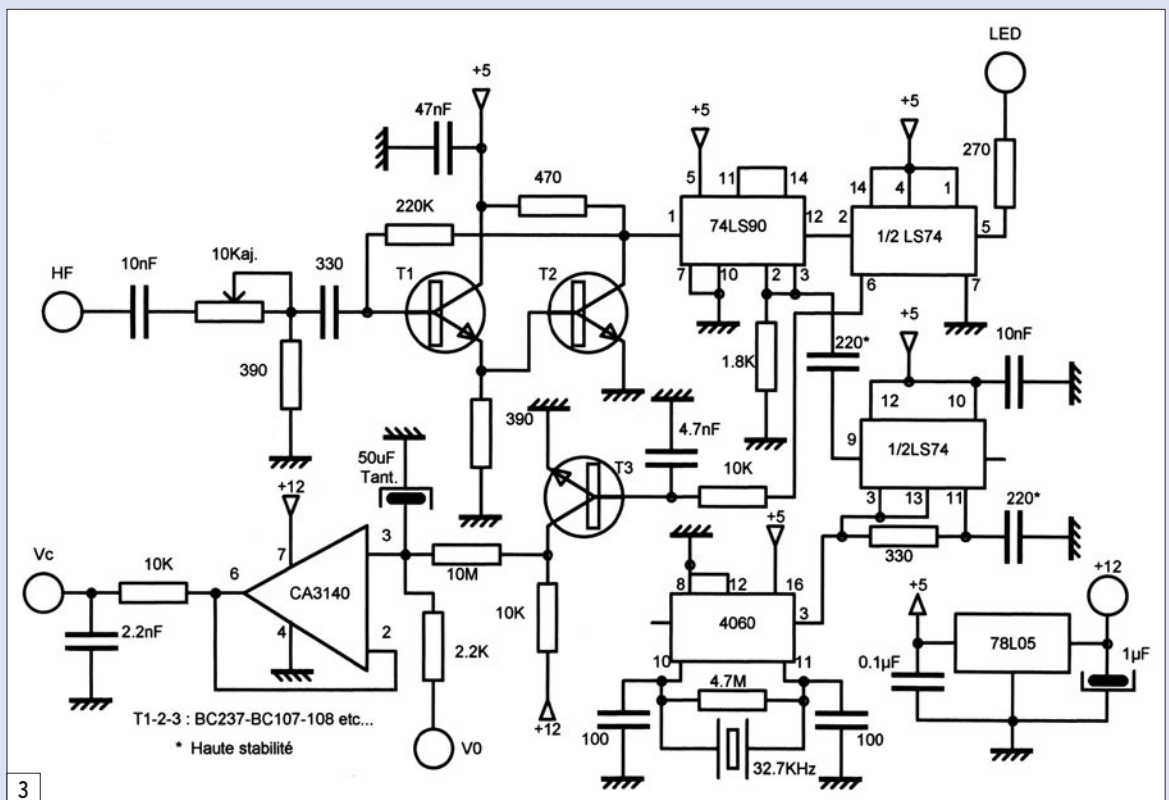 LED
+5
+5
+5
47nF
270
470
5
11
14
14
4
1
220K
1
74LS90
12
2
1/2 LS74
5
HF
10nF
10Kaj.
330
T1
T2
7
10
2
3
6
7
+5
10nF
390
1.8K
220*
12
10
390
4.7nF
9
1/2LS74
50uF
Tant.
T3
10K
3
13
11
220*
+12
+5
330
Vc
7
3
10K
6
CA3140
10M
8
12
16
+5
+12
10K
4060
3
4
2
2.2nF
2.2K
10
11
78L05
0.1µF
1µF
4.7M
T1-2-3 : BC237-BC107-108 etc...
+12
100
100
* Haute stabilité
V0
32.7KHz
3